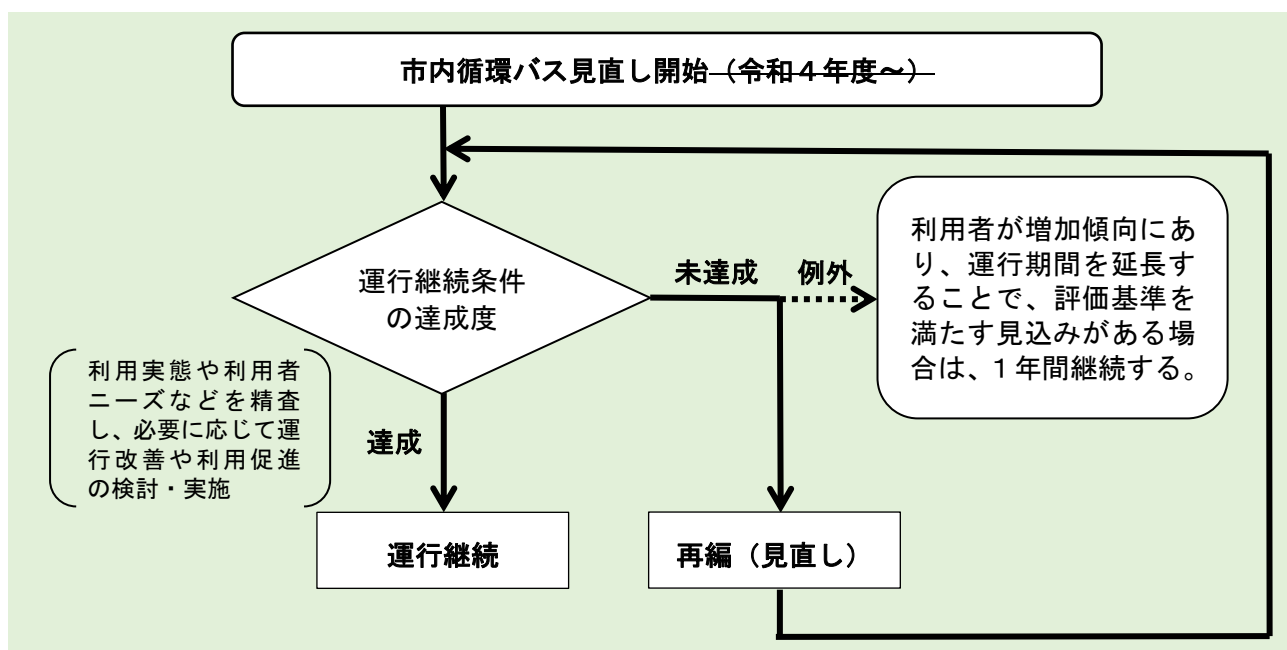 市内循環バス見直し開始（令和４年度～）
運行継続条件
の達成度
未達成
例外
利用者が増加傾向にあ
り、運行期間を延長す
ることで、評価基準を
満たす見込みがある場
合は、１年間継続する。
利用実態や利用者
ニーズなどを精査
し、必要に応じて運
行改善や利用促進
の検討・実施
達成
運行継続
再編（見直し）